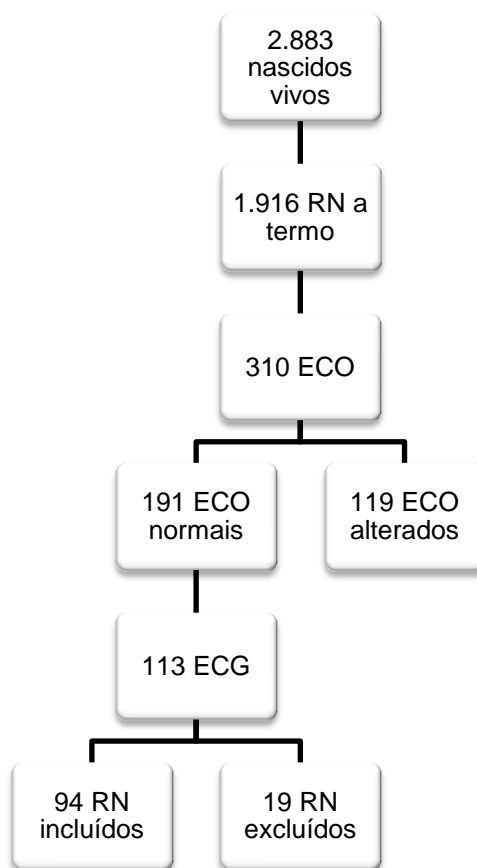 2.883
nascidos
vivos
1.916 RN a
termo
310 ECO
191 ECO
normais
119 ECO
alterados
113 ECG
94 RN
incluídos
19 RN
excluídos